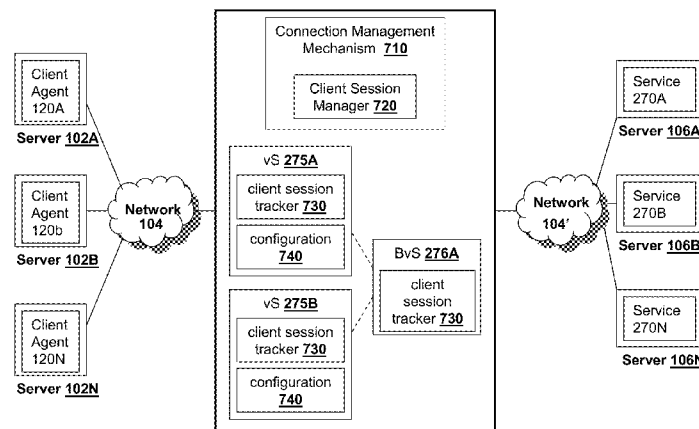 Client
Agent
120A
Server 102A
Client
Agent
120b
Server 102B
Client
Agent
120N
Server 102N
Network
104
Connection Management
Mechanism 710
Client Session
Manager 720
vS 275A
client session
tracker 730
configuration
740
vS 275B
client session
tracker 730
configuration
740
BvS 276A
client
session
tracker 730
Network
104'
Service
270A
Server 106A
Service
270B
Server 106B
Service
270N
Server 106N